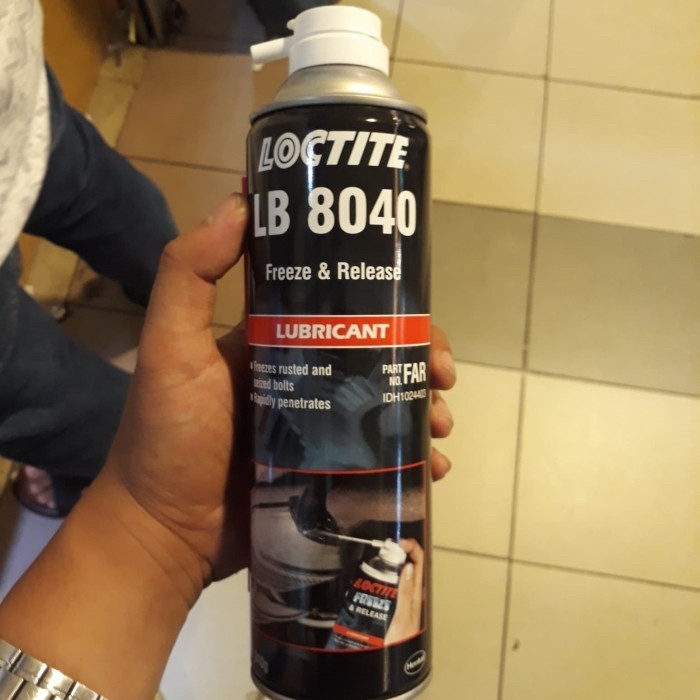 LOCTITE
LB 8040
Freeze & Release
LUBRICANT
Freezes rusted and
seized bolts
Rapidly penetrates
PART
NO. FAR
LOCTITE
FREEZE
& RELEASE
Henkel